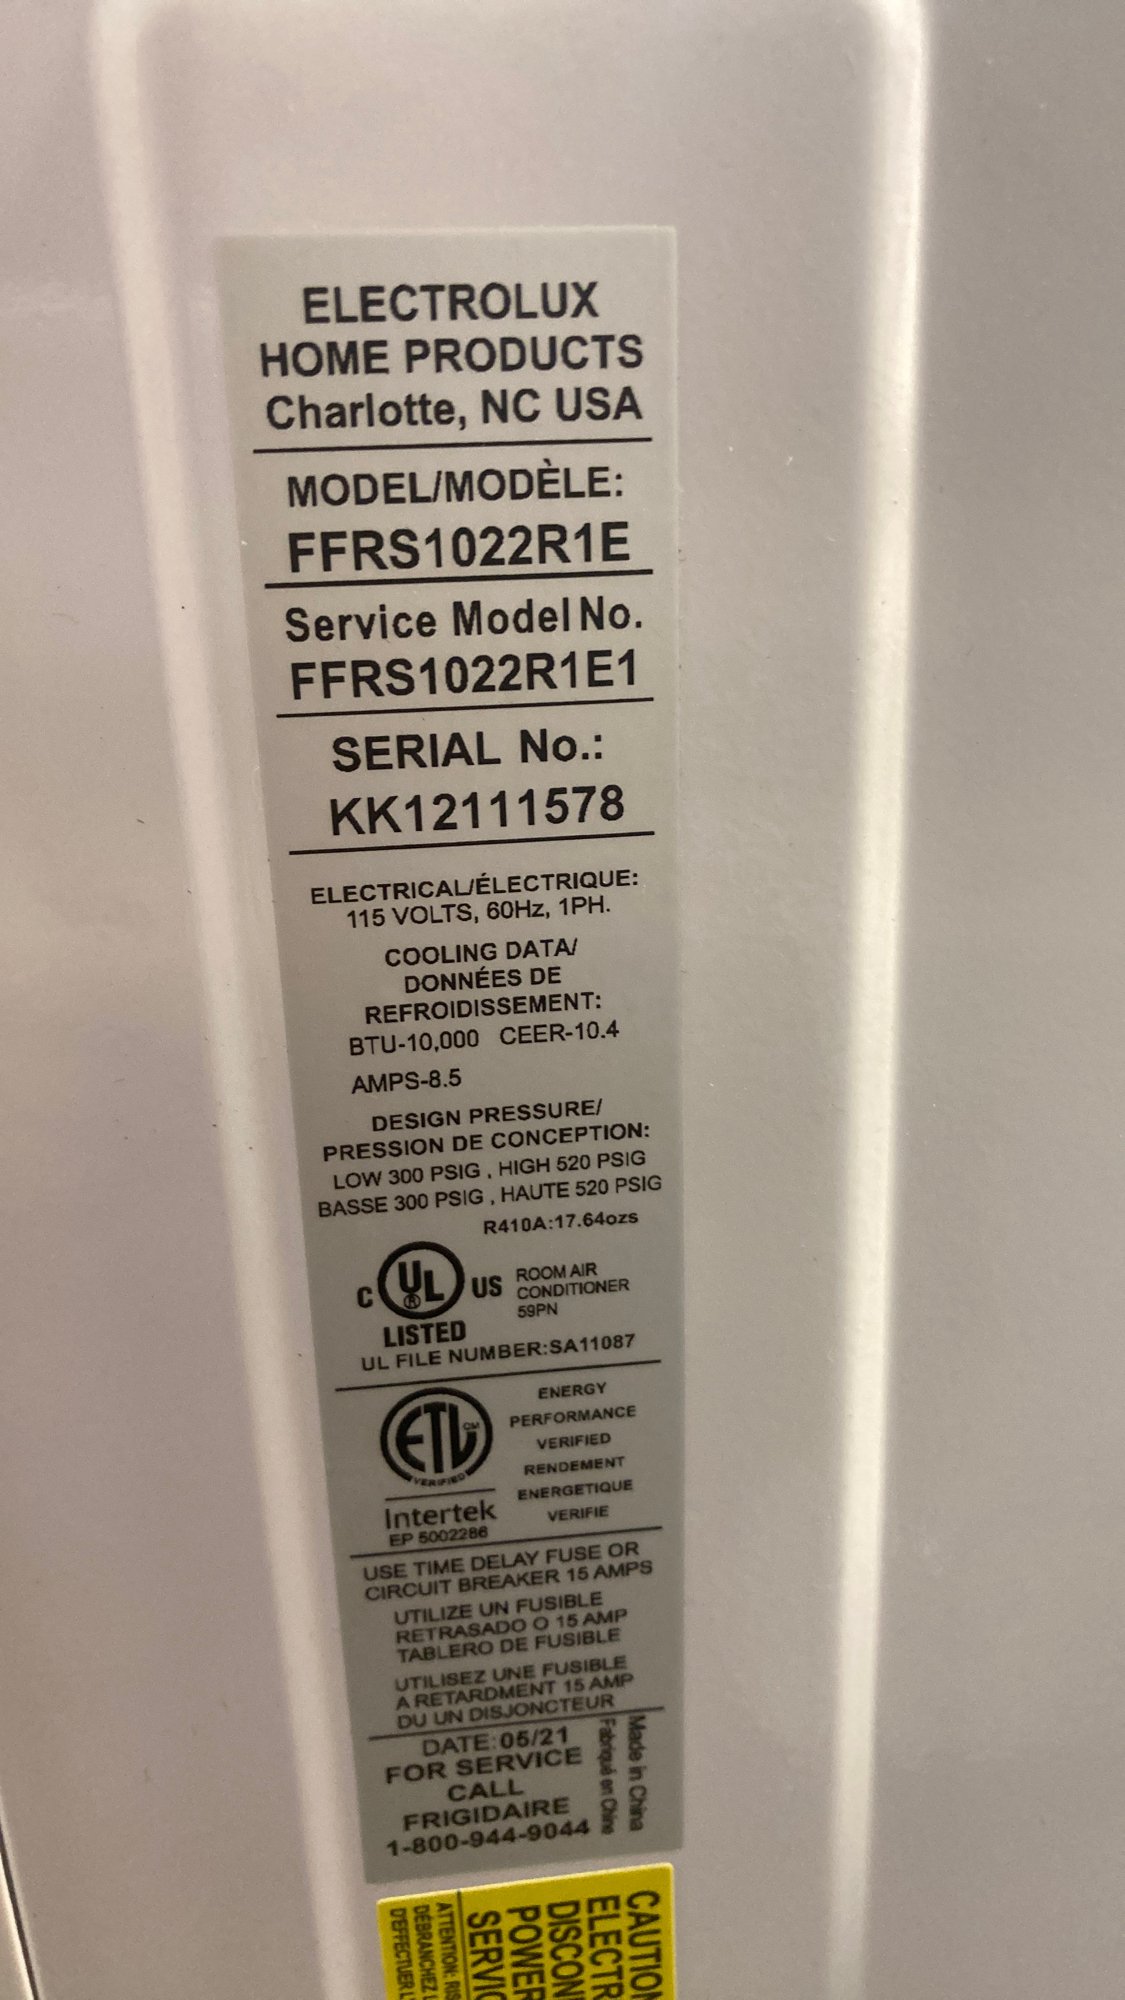 ELECTROLUX
HOME PRODUCTS
Charlotte, NC USA
MODEL/MODÈLE:
FFRS1022R1E
Service Model No.
FFRS1022R1E1
SERIAL No.:
KK12111578
ELECTRICAL/ÉLECTRIQUE:
115 VOLTS, 60Hz, 1PH.
COOLING DATA/
DONNÉES DE
REFROIDISSEMENT:
BTU-10,000 CEER-10.4
AMPS-8.5
DESIGN PRESSURE/
PRESSION DE CONCEPTION:
LOW 300 PSIG , HIGH 520 PSIG
BASSE 300 PSIG , HAUTE 520 PSIG
R410A:17.64ozs
C UL ® US
LISTED
ROOM AIR
CONDITIONER
59PN
UL FILE NUMBER:SA11087
ETL CM
VERIFIED
Intertek
EP 5002286
ENERGY
PERFORMANCE
VERIFIED
RENDEMENT
ENERGETIQUE
VERIFIE
USE TIME DELAY FUSE OR
CIRCUIT BREAKER 15 AMPS
UTILIZE UN FUSIBLE
RETRASADO O 15 AMP
TABLERO DE FUSIBLE
UTILISEZ UNE FUSIBLE
A RETARDMENT 15 AMP
DU UN DISJONCTEUR
DATE:05/21
FOR SERVICE
CALL
FRIGIDAIRE
1-800-944-9044
Made in China
Fabriqué en Chine
CAUTION
ELECTR
DISCON
POWER
SERVIC
ATTENTION: RIS
DÉBRANCHEZ L
D'EFFECTUER L'